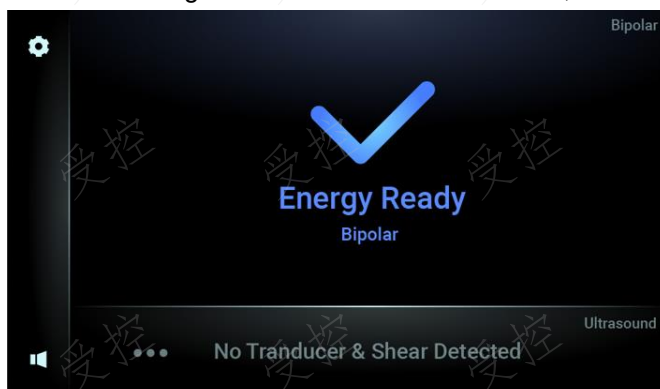 Bipolar
Energy Ready
Bipolar
Ultrasound
No Tranducer & Shear Detected
受控
受控
受控
受控
受控
受控